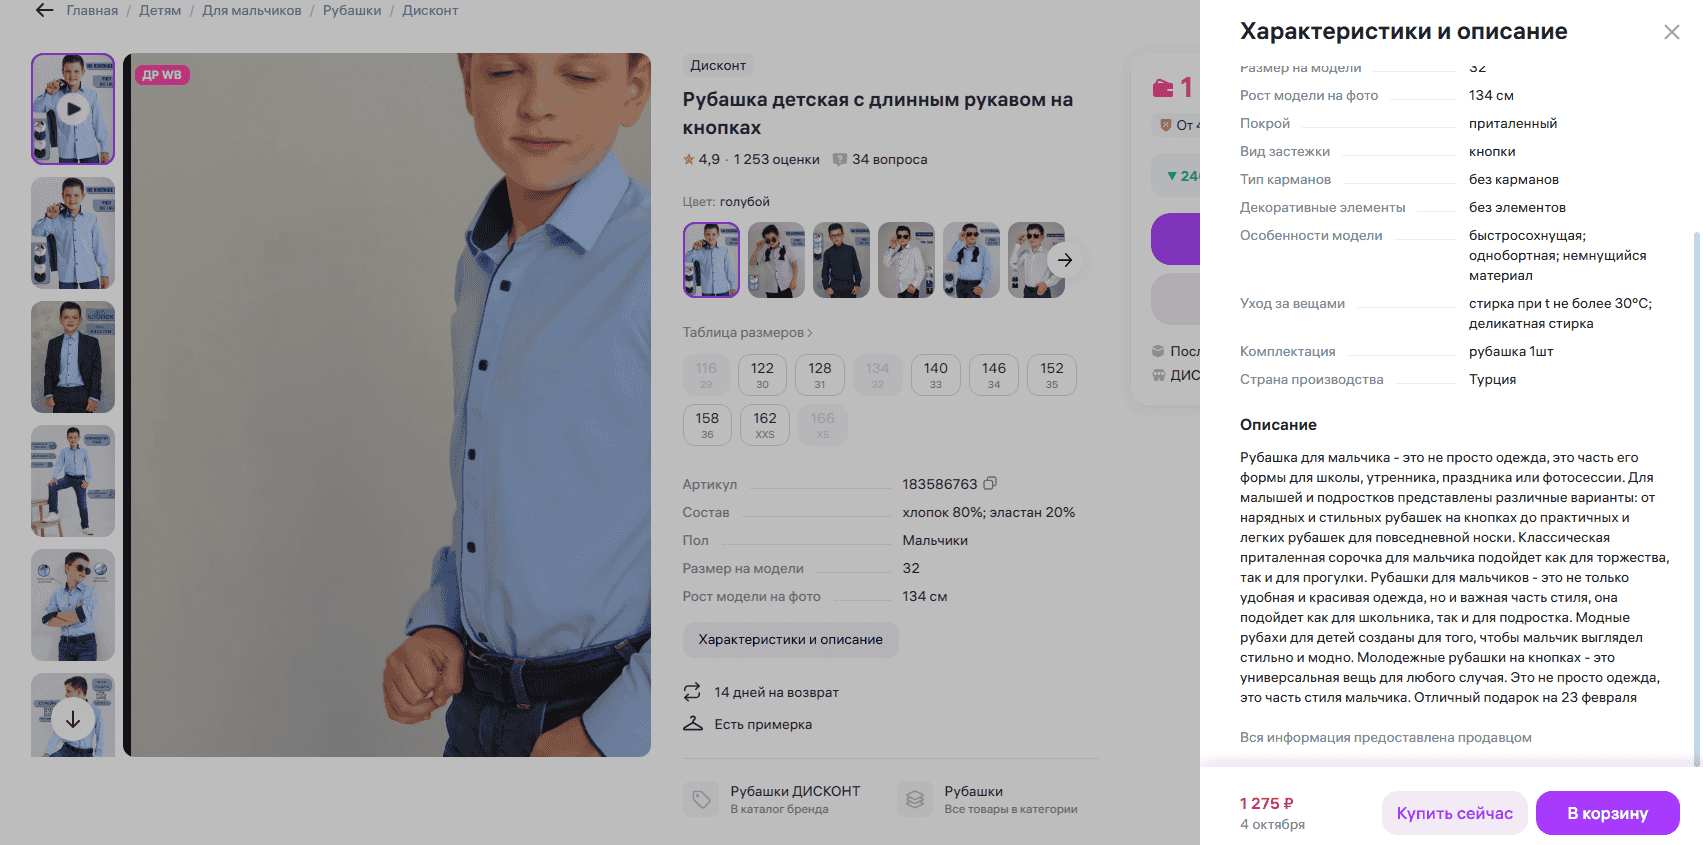 Главная / Детям / Для мальчиков / Рубашки / Дисконт
ДР WB
Дисконт
Рубашка детская с длинным рукавом на
кнопках
4,9 · 1 253 оценки
34 вопроса
Цвет: голубой
Таблица размеров
116 122 128 134 140 146 152
29 30 31 32 33 34 35
158 162 166
36 XXS XS
Артикул 183586763
Состав хлопок 80%; эластан 20%
Пол Мальчики
Размер на модели 32
Рост модели на фото 134 см
Характеристики и описание
14 дней на возврат
Есть примерка
Рубашки ДИСКОНТ
В каталог бренда
Рубашки
Все товары в категории
1
От
Посл
ДИС
Характеристики и описание
Размер на модели 32
Рост модели на фото 134 см
Покрой приталенный
Вид застежки кнопки
Тип карманов без карманов
Декоративные элементы без элементов
Особенности модели быстросохнущая;
однобортная; немнущийся
материал
Уход за вещами стирка при t не более 30°C;
деликатная стирка
Комплектация рубашка 1шт
Страна производства Турция
Описание
Рубашка для мальчика - это не просто одежда, это часть его
формы для школы, утренника, праздника или фотосессии. Для
малышей и подростков представлены различные варианты: от
нарядных и стильных рубашек на кнопках до практичных и
легких рубашек для повседневной носки. Классическая
приталенная сорочка для мальчика подойдет как для торжества,
так и для прогулки. Рубашки для мальчиков - это не только
удобная и красивая одежда, но и важная часть стиля, она
подойдет как для школьника, так и для подростка. Модные
рубахи для детей созданы для того, чтобы мальчик выглядел
стильно и модно. Молодежные рубашки на кнопках - это
универсальная вещь для любого случая. Это не просто одежда,
это часть стиля мальчика. Отличный подарок на 23 февраля
Вся информация предоставлена продавцом
1 275 ₽
4 октября
Купить сейчас
В корзину